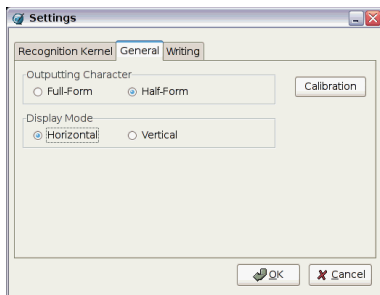 Settings
Recognition Kernel General Writing
Outputting Character
Full-Form Half-Form
Calibration
Display Mode
Horizontal Vertical
OK Cancel